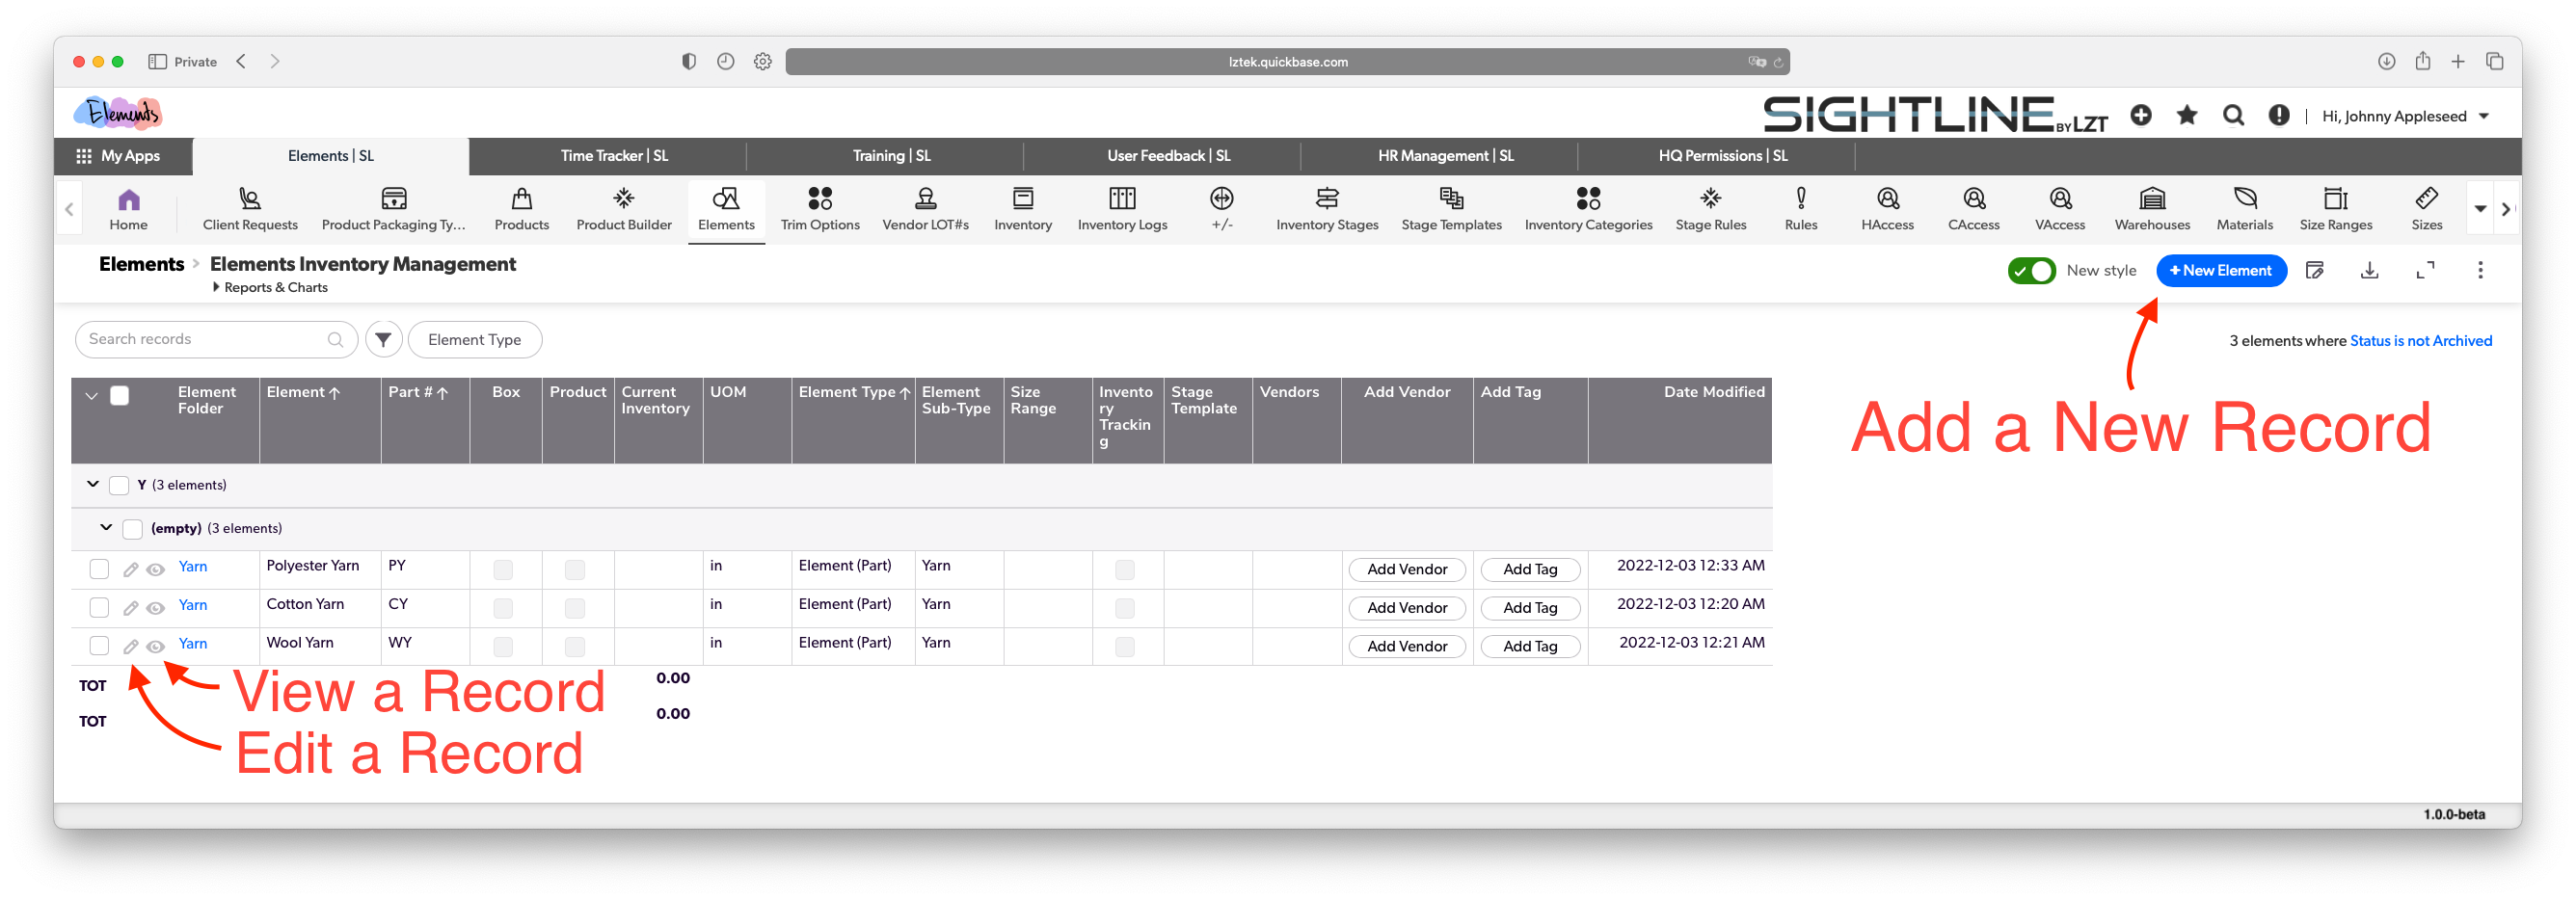 Private
lztek.quickbase.com
Elements
SIGHTLINE BY LZT
Hi, Johnny Appleseed
My Apps
Elements | SL
Time Tracker | SL
Training | SL
User Feedback | SL
HR Management | SL
HQ Permissions | SL
Home
Client Requests
Product Packaging Ty...
Products
Product Builder
Elements
Trim Options
Vendor LOT#s
Inventory
Inventory Logs
+/-
Inventory Stages
Stage Templates
Inventory Categories
Stage Rules
Rules
HAccess
CAccess
VAccess
Warehouses
Materials
Size Ranges
Sizes
Elements > Elements Inventory Management
Reports & Charts
New style
+ New Element
Search records
Element Type
3 elements where Status is not Archived
Element Folder
Element ↑
Part # ↑
Box
Product
Current Inventory
UOM
Element Type ↑
Element Sub-Type
Size Range
Invento
ry
Trackin
g
Stage Template
Vendors
Add Vendor
Add Tag
Date Modified
Add a New Record
Y (3 elements)
(empty) (3 elements)
Yarn Polyester Yarn PY in Element (Part) Yarn Add Vendor Add Tag 2022-12-03 12:33 AM
Yarn Cotton Yarn CY in Element (Part) Yarn Add Vendor Add Tag 2022-12-03 12:20 AM
Yarn Wool Yarn WY in Element (Part) Yarn Add Vendor Add Tag 2022-12-03 12:21 AM
TOT 0.00
TOT 0.00
View a Record
Edit a Record
1.0.0-beta